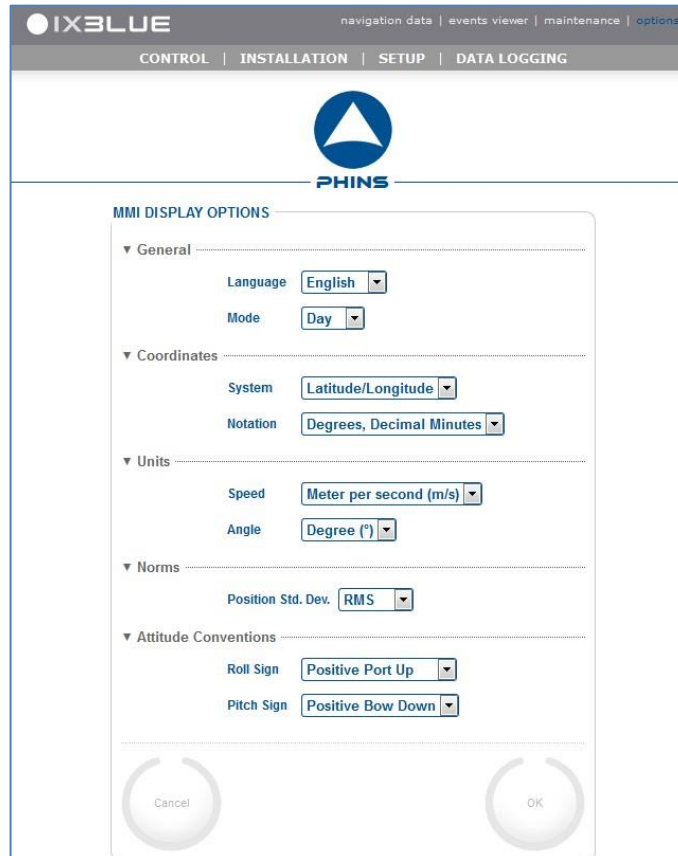 IXBLUE
navigation data | events viewer | maintenance | options
CONTROL | INSTALLATION | SETUP | DATA LOGGING
PHINS
MMI DISPLAY OPTIONS
▼ General
Language English
Mode Day
▼ Coordinates
System Latitude/Longitude
Notation Degrees, Decimal Minutes
▼ Units
Speed Meter per second (m/s)
Angle Degree (°)
▼ Norms
Position Std. Dev. RMS
▼ Attitude Conventions
Roll Sign Positive Port Up
Pitch Sign Positive Bow Down
Cancel OK